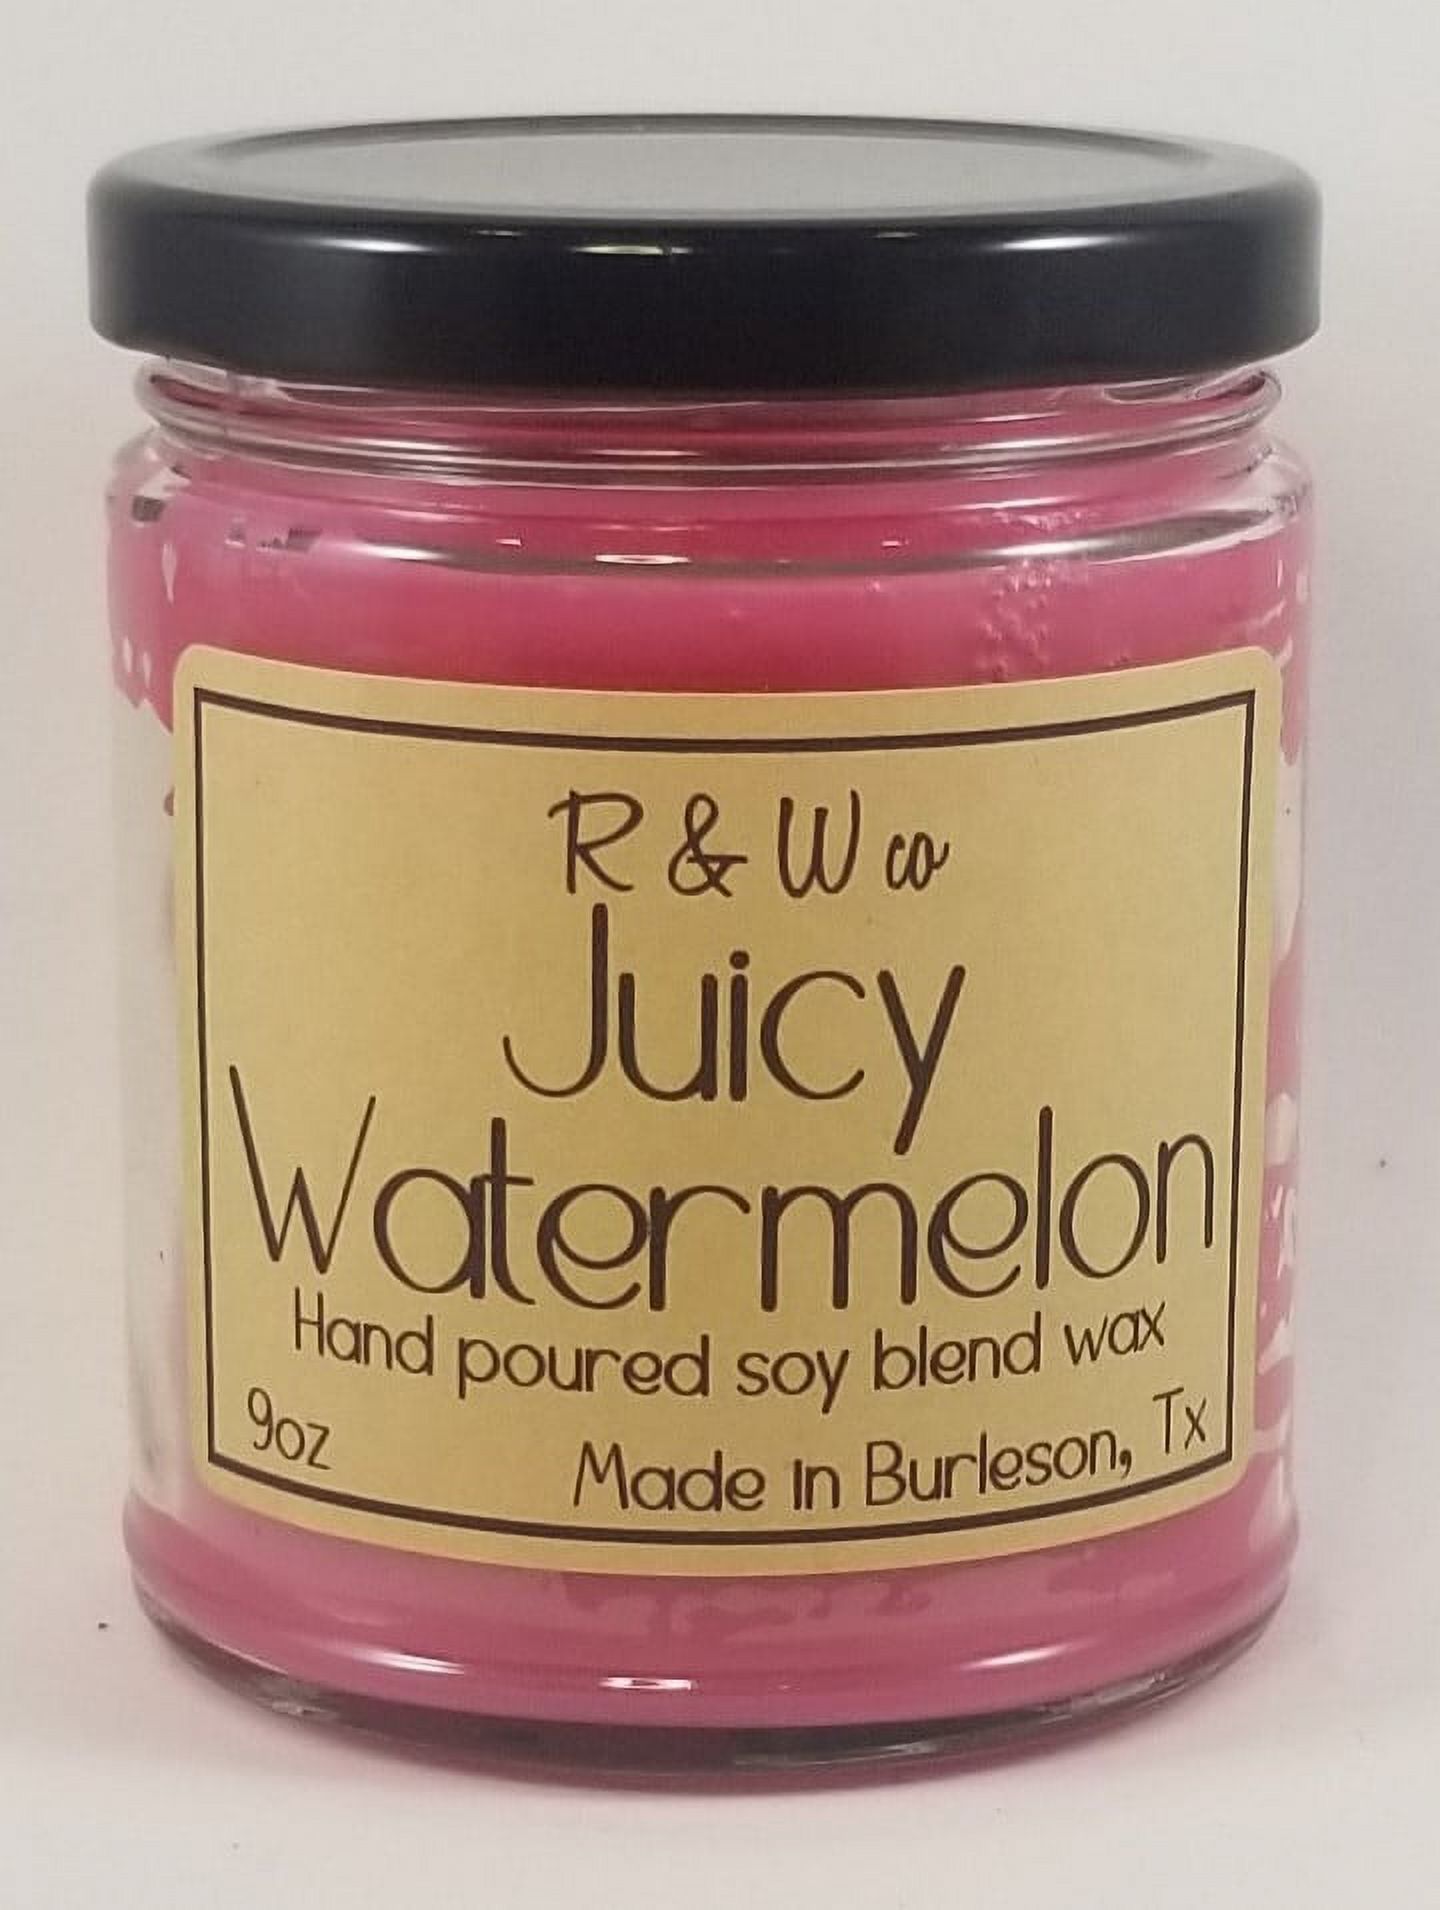 R & W co
Juicy
Watermelon
Hand poured soy blend wax
9oz
Made in Burleson, Tx